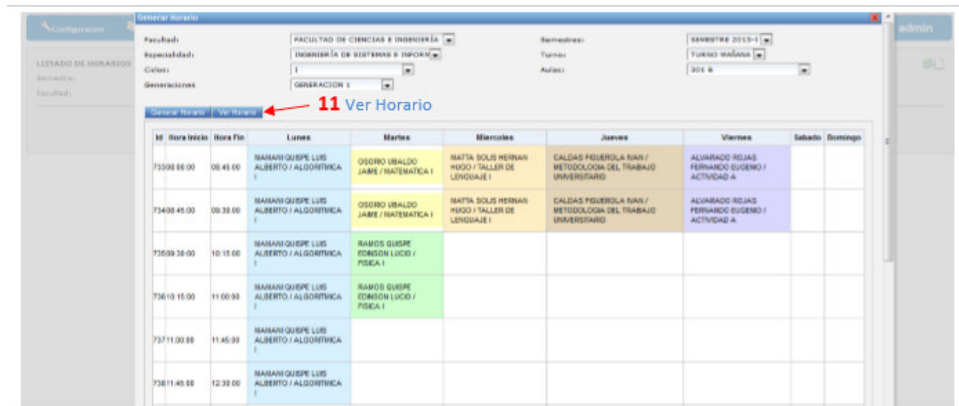 Generar Horario
Configuracion
admin
LISTADO DE HORARIOS
Semestre:
Facultad:
Facultad: FACULTAD DE CIENCIAS E INGENIERÍA Semestres: SEMESTRE 2015-I
Especialidad: INGENIERÍA DE SISTEMAS E INFORM Turno: TURNO MAÑANA
Ciclos: 1 Aulas: 301 B
Generaciones GENERACION 1
Generar Horario Ver Horario 11 Ver Horario
Id Hora Inicio Hora Fin Lunes Martes Miercoles Jueves Viernes Sabado Domingo
733 08:00:00 08:45:00
MAMANI QUISPE LUIS ALBERTO / ALGORITMICA I
OSORIO UBALDO JAIME / MATEMATICA I
MATTA SOLIS HERNAN HUGO / TALLER DE LENGUAJE I
CALDAS FIGUEROLA IVAN / METODOLOGIA DEL TRABAJO UNIVERSITARIO
ALVARADO ROJAS FERNANDO EUGENIO / ACTIVIDAD A
734 08:45:00 09:30:00
MAMANI QUISPE LUIS ALBERTO / ALGORITMICA I
OSORIO UBALDO JAIME / MATEMATICA I
MATTA SOLIS HERNAN HUGO / TALLER DE LENGUAJE I
CALDAS FIGUEROLA IVAN / METODOLOGIA DEL TRABAJO UNIVERSITARIO
ALVARADO ROJAS FERNANDO EUGENIO / ACTIVIDAD A
735 09:30:00 10:15:00
MAMANI QUISPE LUIS ALBERTO / ALGORITMICA I
RAMOS QUISPE EDINSON LUCIO / FISICA I
736 10:15:00 11:00:00
MAMANI QUISPE LUIS ALBERTO / ALGORITMICA I
RAMOS QUISPE EDINSON LUCIO / FISICA I
737 11:00:00 11:45:00
MAMANI QUISPE LUIS ALBERTO / ALGORITMICA I
738 11:45:00 12:30:00
MAMANI QUISPE LUIS ALBERTO / ALGORITMICA I